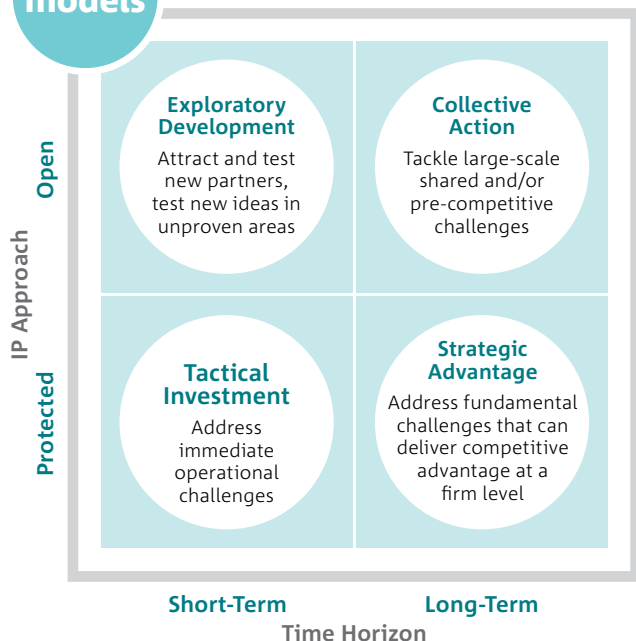 models
Exploratory
Development
Attract and test
new partners,
test new ideas in
unproven areas
Collective
Action
Tackle large-scale
shared and/or
pre-competitive
challenges
Tactical
Investment
Address
immediate
operational
challenges
Strategic
Advantage
Address fundamental
challenges that can
deliver competitive
advantage at a
firm level
IP Approach
Open
Protected
Short-Term
Long-Term
Time Horizon